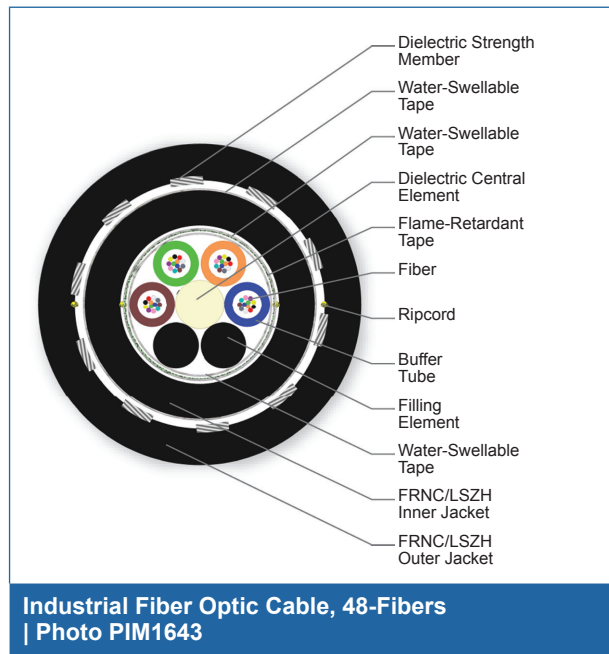 Dielectric Strength
Member
Water-Swellable
Tape
Water-Swellable
Tape
Dielectric Central
Element
Flame-Retardant
Tape
Fiber
Ripcord
Buffer
Tube
Filling
Element
Water-Swellable
Tape
FRNC/LSZH
Inner Jacket
FRNC/LSZH
Outer Jacket
Industrial Fiber Optic Cable, 48-Fibers
| Photo PIM1643